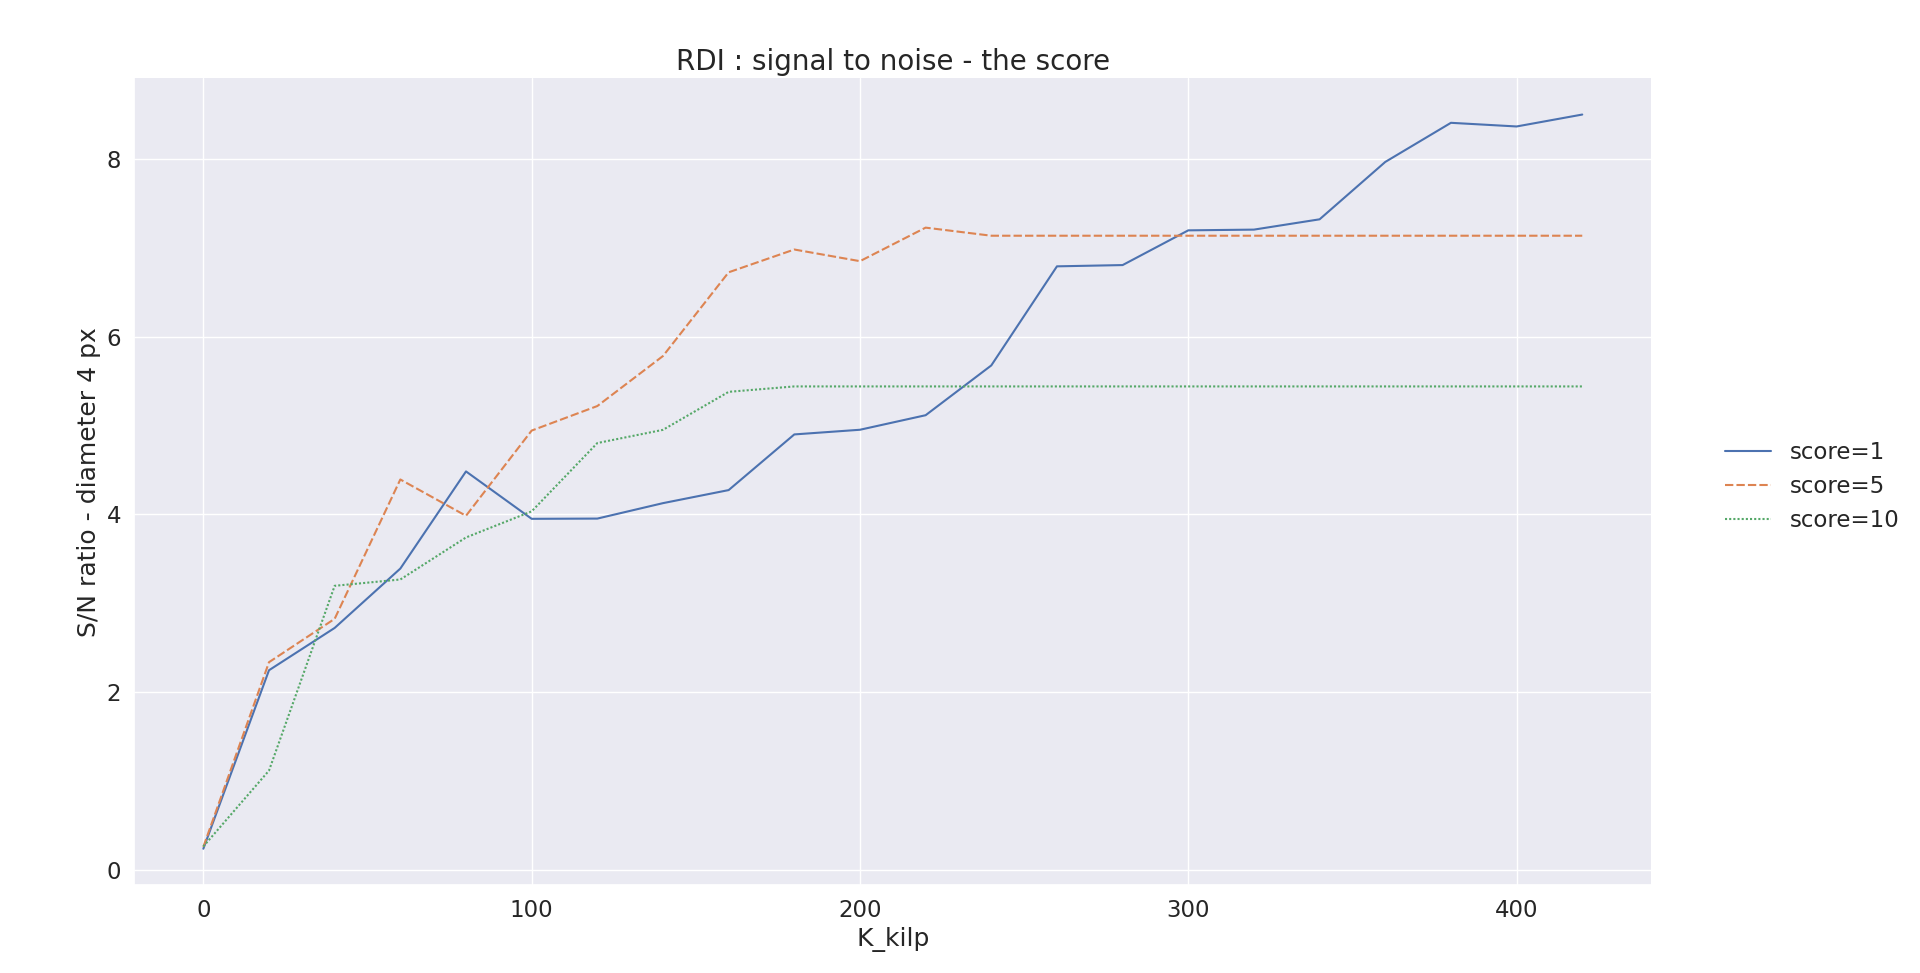 RDI : signal to noise - the score
S/N ratio - diameter 4 px
8
6
4
2
0
0 100 200 300 400
K_kilp
score=1
score=5
score=10